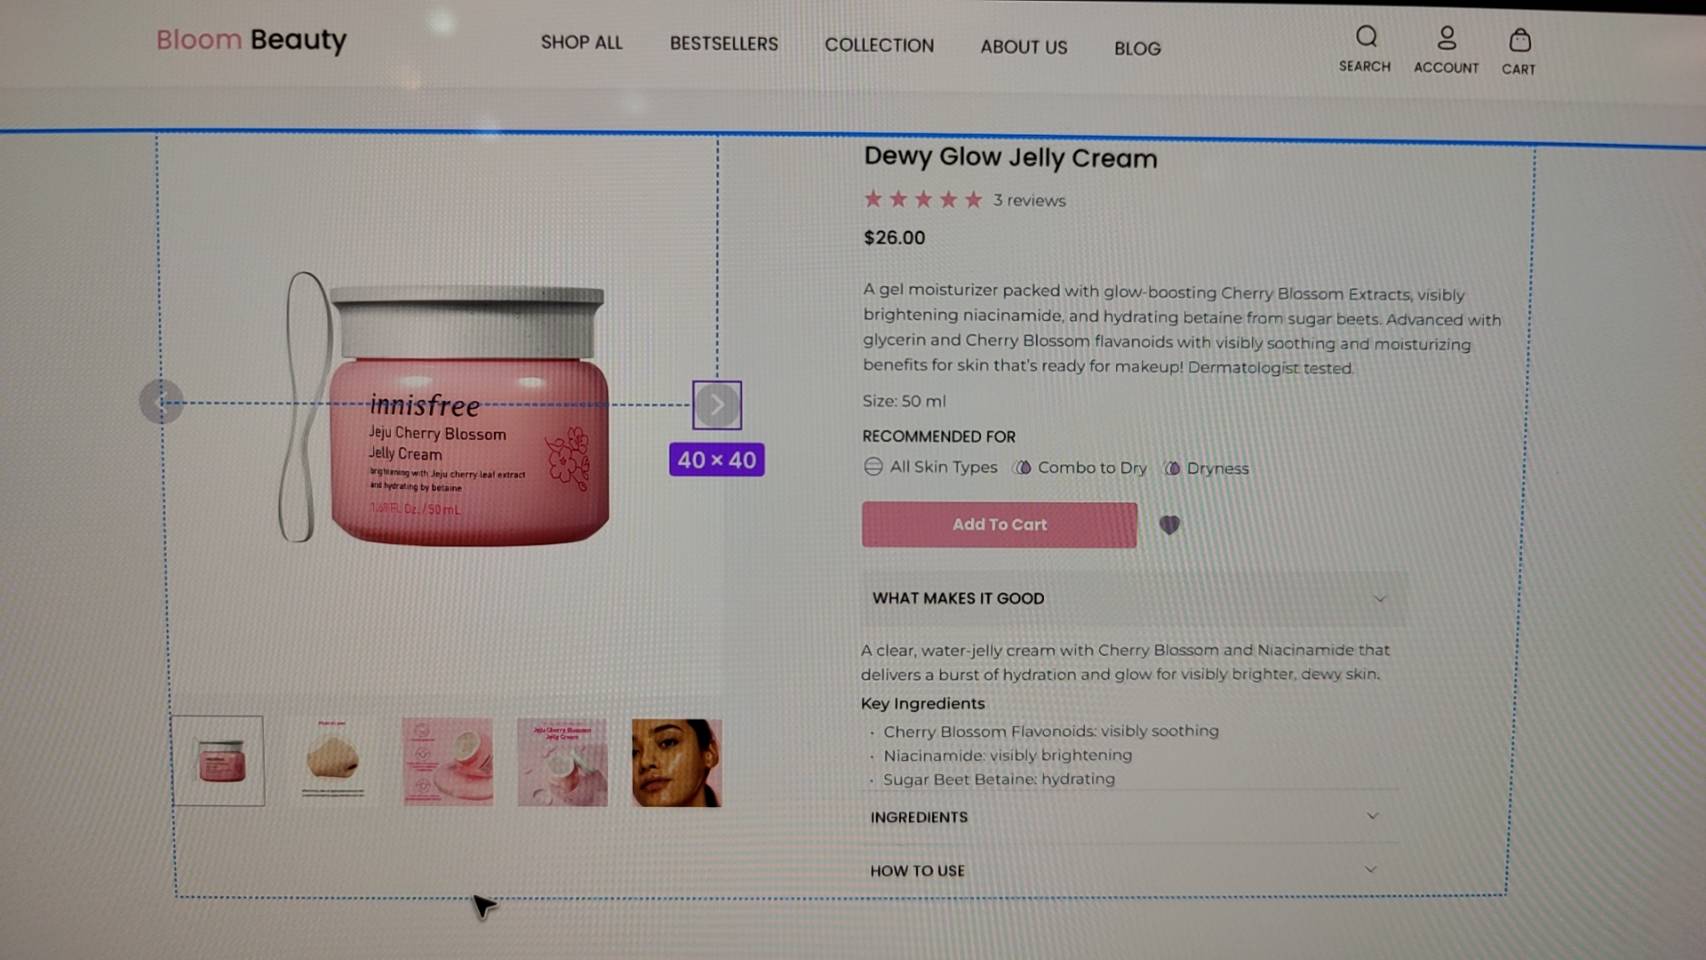 Bloom Beauty
SHOP ALL
BESTSELLERS
COLLECTION
ABOUT US
BLOG
SEARCH
ACCOUNT
CART
Dewy Glow Jelly Cream
3 reviews
$26.00
A gel moisturizer packed with glow-boosting Cherry Blossom Extracts, visibly
brightening niacinamide, and hydrating betaine from sugar beets. Advanced with
glycerin and Cherry Blossom flavanoids with visibly soothing and moisturizing
benefits for skin that's ready for makeup! Dermatologist tested.
Size: 50 ml
RECOMMENDED FOR
All Skin Types
Combo to Dry
Dryness
Add To Cart
WHAT MAKES IT GOOD
A clear, water-jelly cream with Cherry Blossom and Niacinamide that
delivers a burst of hydration and glow for visibly brighter, dewy skin.
Key Ingredients
· Cherry Blossom Flavonoids: visibly soothing
· Niacinamide: visibly brightening
· Sugar Beet Betaine: hydrating
INGREDIENTS
HOW TO USE
innisfree
Jeju Cherry Blossom
Jelly Cream
brightening with Jeju cherry leaf extract
and hydrating by betaine
1.68 FL Oz. / 50 mL
40 × 40
Jeju Cherry Blossom
Jelly Cream